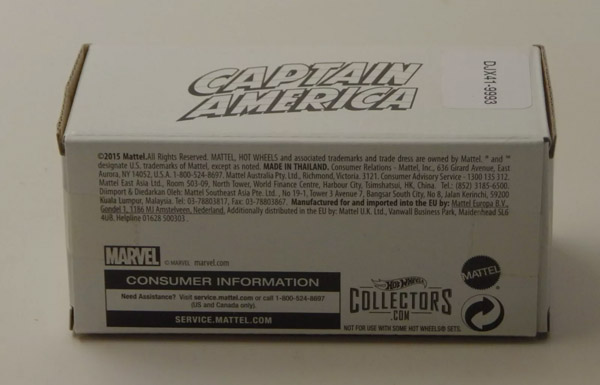 CAPTAIN
AMERICA
DJX41-9993
©2015 Mattel. All Rights Reserved. MATTEL, HOT WHEELS and associated trademarks and trade dress are owned by Mattel. ® and ™
designate U.S. trademarks of Mattel, except as noted. MADE IN THAILAND. Consumer Relations - Mattel, Inc., 636 Girard Avenue, East
Aurora, NY 14052, U.S.A. 1-800-524-8697. Mattel Australia Pty. Ltd., Richmond, Victoria. 3121. Consumer Advisory Service - 1300 135 312.
Mattel East Asia Ltd., Room 503-09, North Tower, World Finance Centre, Harbour City, Tsimshatsui, HK, China. Tel.: (852) 3185-6500.
Diimport & Diedarkan Oleh: Mattel Southeast Asia Pte. Ltd., No 19-1, Tower 3 Avenue 7, Bangsar South City, No 8, Jalan Kerinchi, 59200
Kuala Lumpur, Malaysia. Tel: 03-78803817, Fax: 03-78803867. Manufactured for and imported into the EU by: Mattel Europa B.V.,
Gondel 1, 1186 MJ Amstelveen, Nederland. Additionally distributed in the EU by: Mattel U.K. Ltd., Vanwall Business Park, Maidenhead SL6
4UB. Helpline 01628 500303.
MARVEL © MARVEL marvel.com
CONSUMER INFORMATION
Need Assistance? Visit service.mattel.com or call 1-800-524-8697
(US and Canada only).
SERVICE.MATTEL.COM
HOT WHEELS
COLLECTORS
.COM
NOT FOR USE WITH SOME HOT WHEELS® SETS.
MATTEL